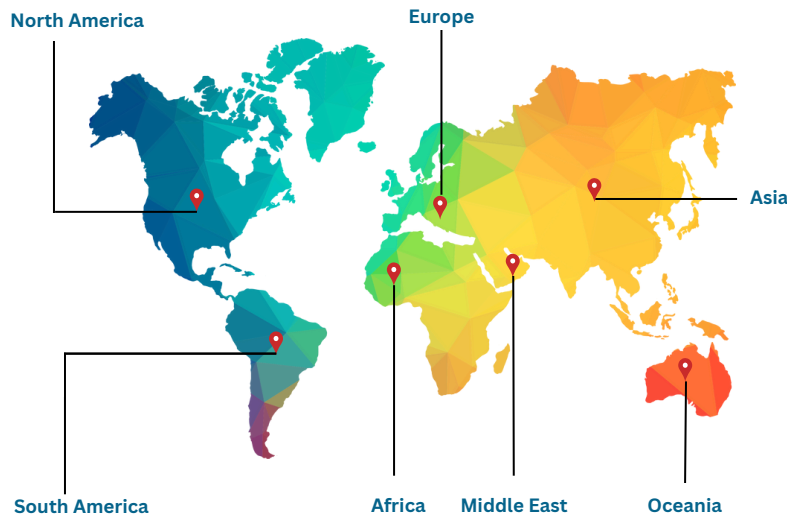 North America
Europe
Asia
South America
Africa
Middle East
Oceania